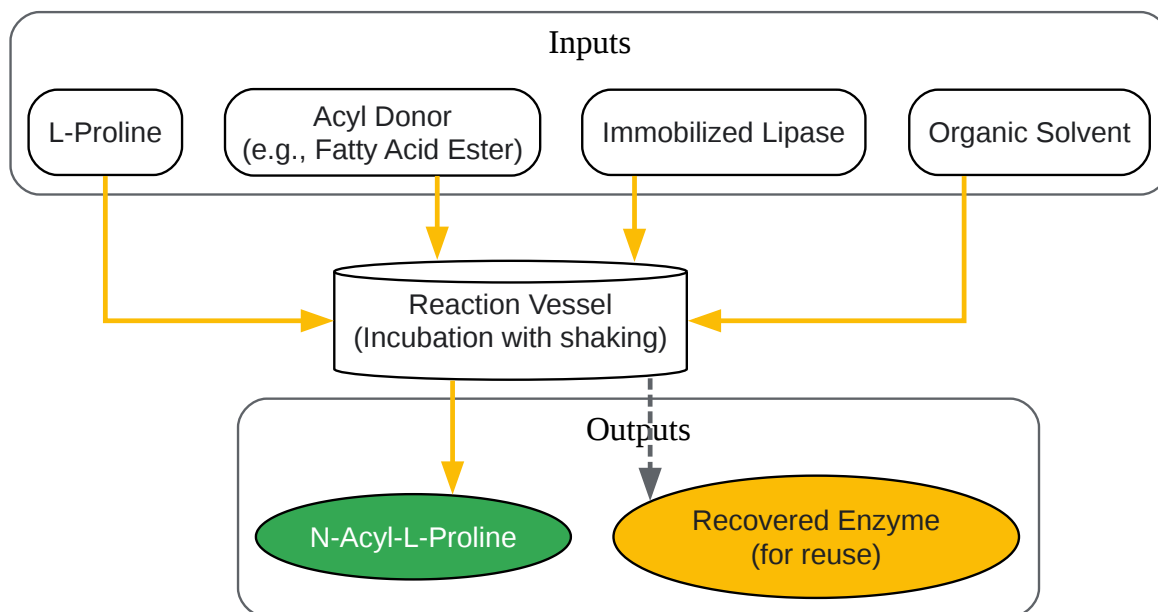 Inputs
L-Proline
Acyl Donor
(e.g., Fatty Acid Ester)
Immobilized Lipase
Organic Solvent
Reaction Vessel
(Incubation with shaking)
Outputs
N-Acyl-L-Proline
Recovered Enzyme
(for reuse)